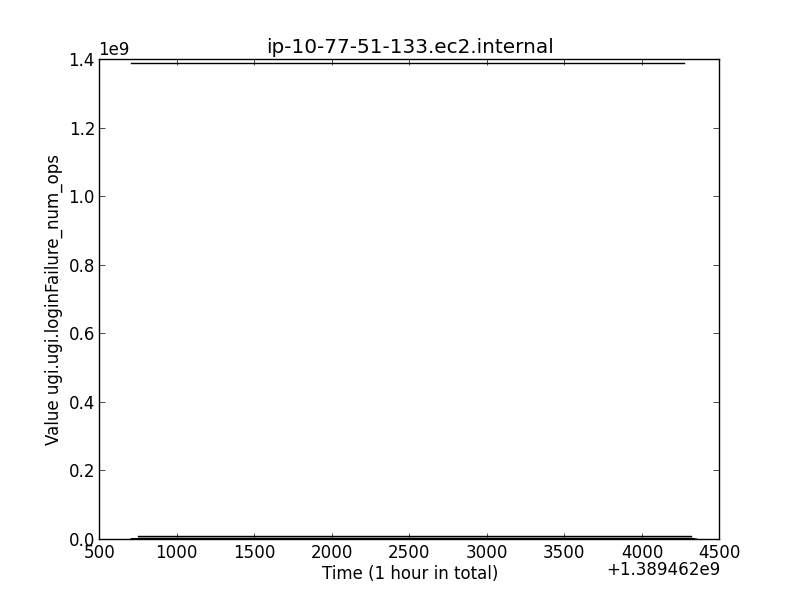 ip-10-77-51-133.ec2.internal
1e9
1.4
1.2
1.0
0.8
0.6
0.4
0.2
0.0
Value ugi.ugi.loginFailure_num_ops
500 1000 1500 2000 2500 3000 3500 4000 4500
Time (1 hour in total)
+1.389462e9